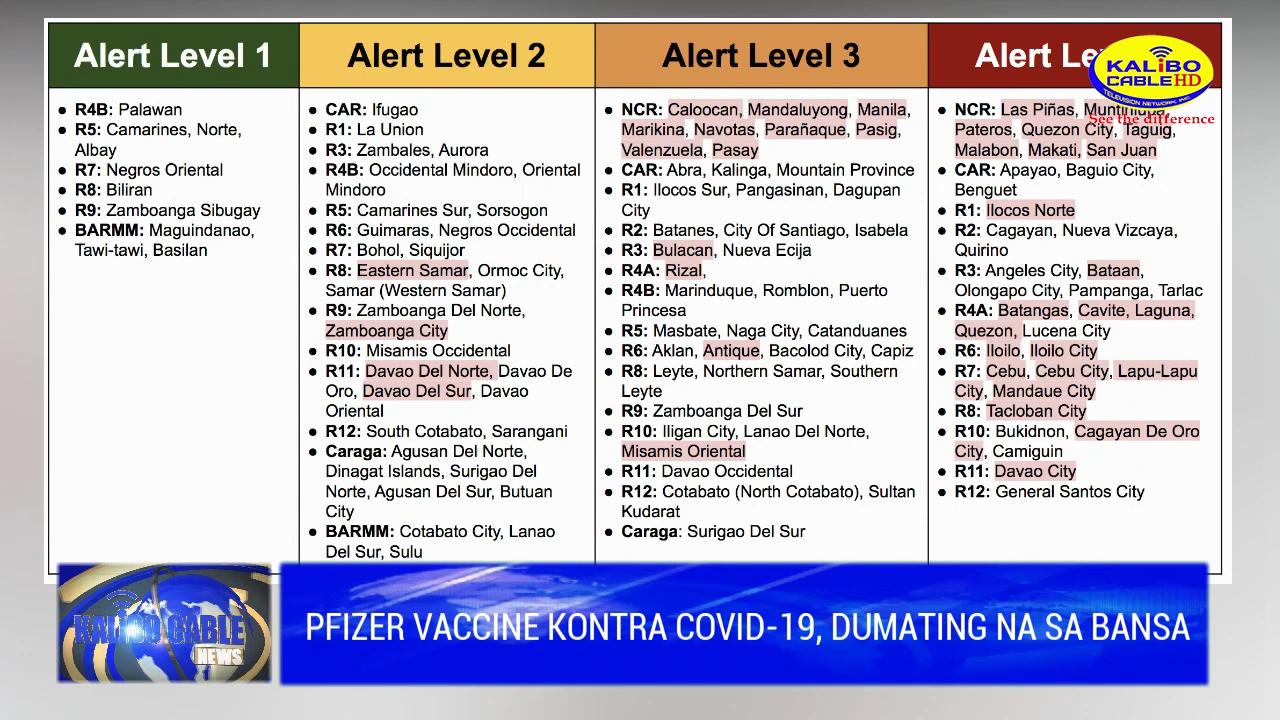 Alert Level 1
● R4B: Palawan
● R5: Camarines, Norte,
Albay
● R7: Negros Oriental
● R8: Biliran
● R9: Zamboanga Sibugay
● BARMM: Maguindanao,
Tawi-tawi, Basilan
Alert Level 2
● CAR: Ifugao
● R1: La Union
● R3: Zambales, Aurora
● R4B: Occidental Mindoro, Oriental
Mindoro
● R5: Camarines Sur, Sorsogon
● R6: Guimaras, Negros Occidental
● R7: Bohol, Siquijor
● R8: Eastern Samar, Ormoc City,
Samar (Western Samar)
● R9: Zamboanga Del Norte,
Zamboanga City
● R10: Misamis Occidental
● R11: Davao Del Norte, Davao De
Oro, Davao Del Sur, Davao
Oriental
● R12: South Cotabato, Sarangani
● Caraga: Agusan Del Norte,
Dinagat Islands, Surigao Del
Norte, Agusan Del Sur, Butuan
City
● BARMM: Cotabato City, Lanao
Del Sur, Sulu
Alert Level 3
● NCR: Caloocan, Mandaluyong, Manila,
Marikina, Navotas, Parañaque, Pasig,
Valenzuela, Pasay
● CAR: Abra, Kalinga, Mountain Province
● R1: Ilocos Sur, Pangasinan, Dagupan
City
● R2: Batanes, City Of Santiago, Isabela
● R3: Bulacan, Nueva Ecija
● R4A: Rizal,
● R4B: Marinduque, Romblon, Puerto
Princesa
● R5: Masbate, Naga City, Catanduanes
● R6: Aklan, Antique, Bacolod City, Capiz
● R8: Leyte, Northern Samar, Southern
Leyte
● R9: Zamboanga Del Sur
● R10: Iligan City, Lanao Del Norte,
Misamis Oriental
● R11: Davao Occidental
● R12: Cotabato (North Cotabato), Sultan
Kudarat
● Caraga: Surigao Del Sur
Alert
● NCR: Las Piñas,
Pateros, Quezon City, Taguig,
Malabon, Makati, San Juan
● CAR: Apayao, Baguio City,
Benguet
● R1: Ilocos Norte
● R2: Cagayan, Nueva Vizcaya,
Quirino
● R3: Angeles City, Bataan,
Olongapo City, Pampanga, Tarlac
● R4A: Batangas, Cavite, Laguna,
Quezon, Lucena City
● R6: Iloilo, Iloilo City
● R7: Cebu, Cebu City, Lapu-Lapu
City, Mandaue City
● R8: Tacloban City
● R10: Bukidnon, Cagayan De Oro
City, Camiguin
● R11: Davao City
● R12: General Santos City
KALiBO
CABLE HD
TELEVISION NETWORK, INC.
See the difference
KALIBO CABLE
NEWS
PFIZER VACCINE KONTRA COVID-19, DUMATING NA SA BANSA